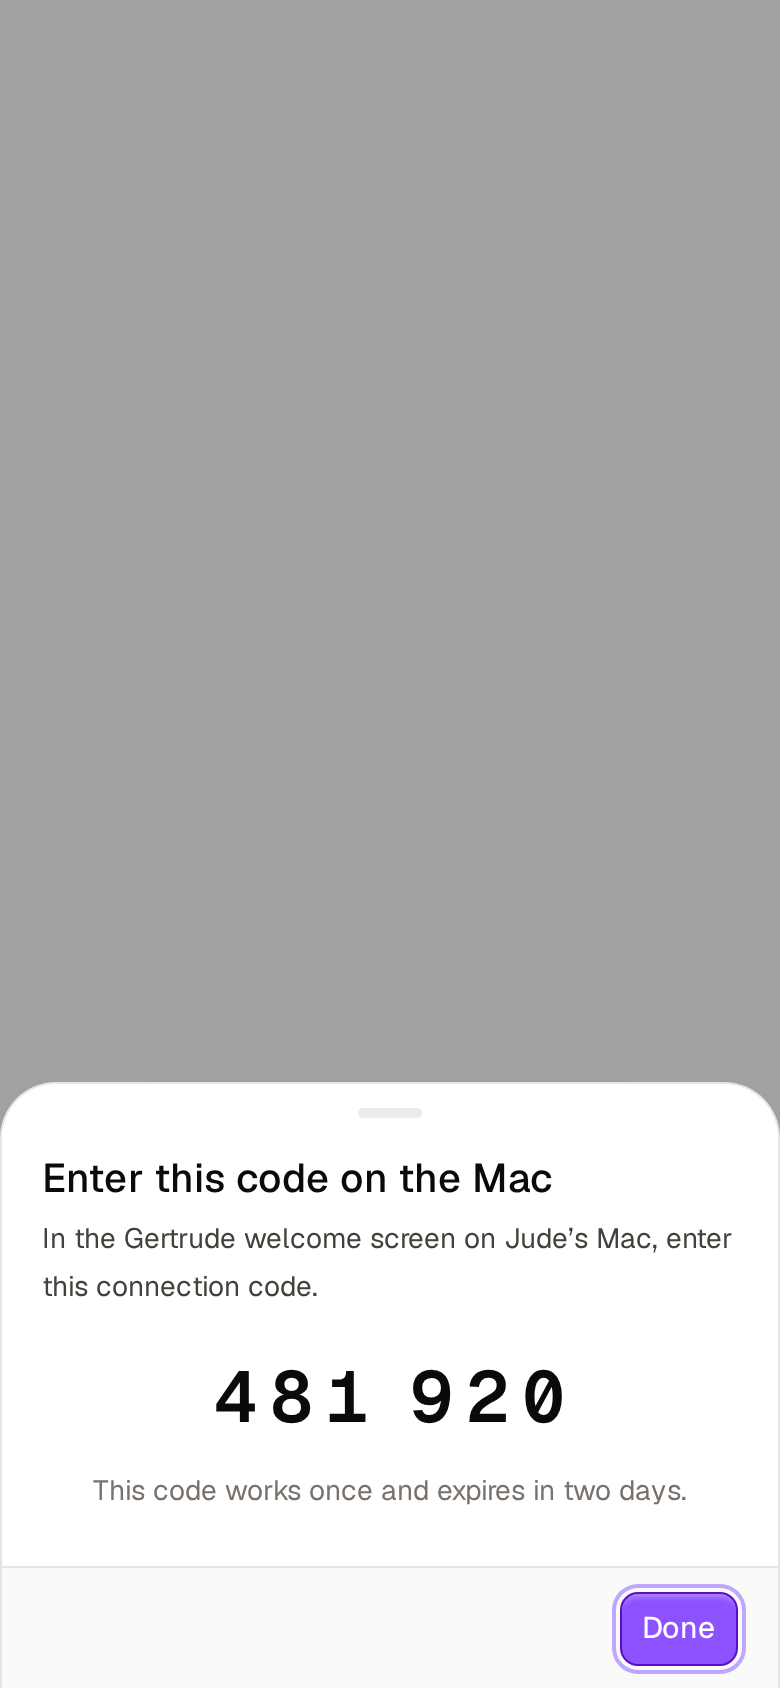 Enter this code on the Mac
In the Gertrude welcome screen on Jude’s Mac, enter
this connection code.
481 920
This code works once and expires in two days.
Done